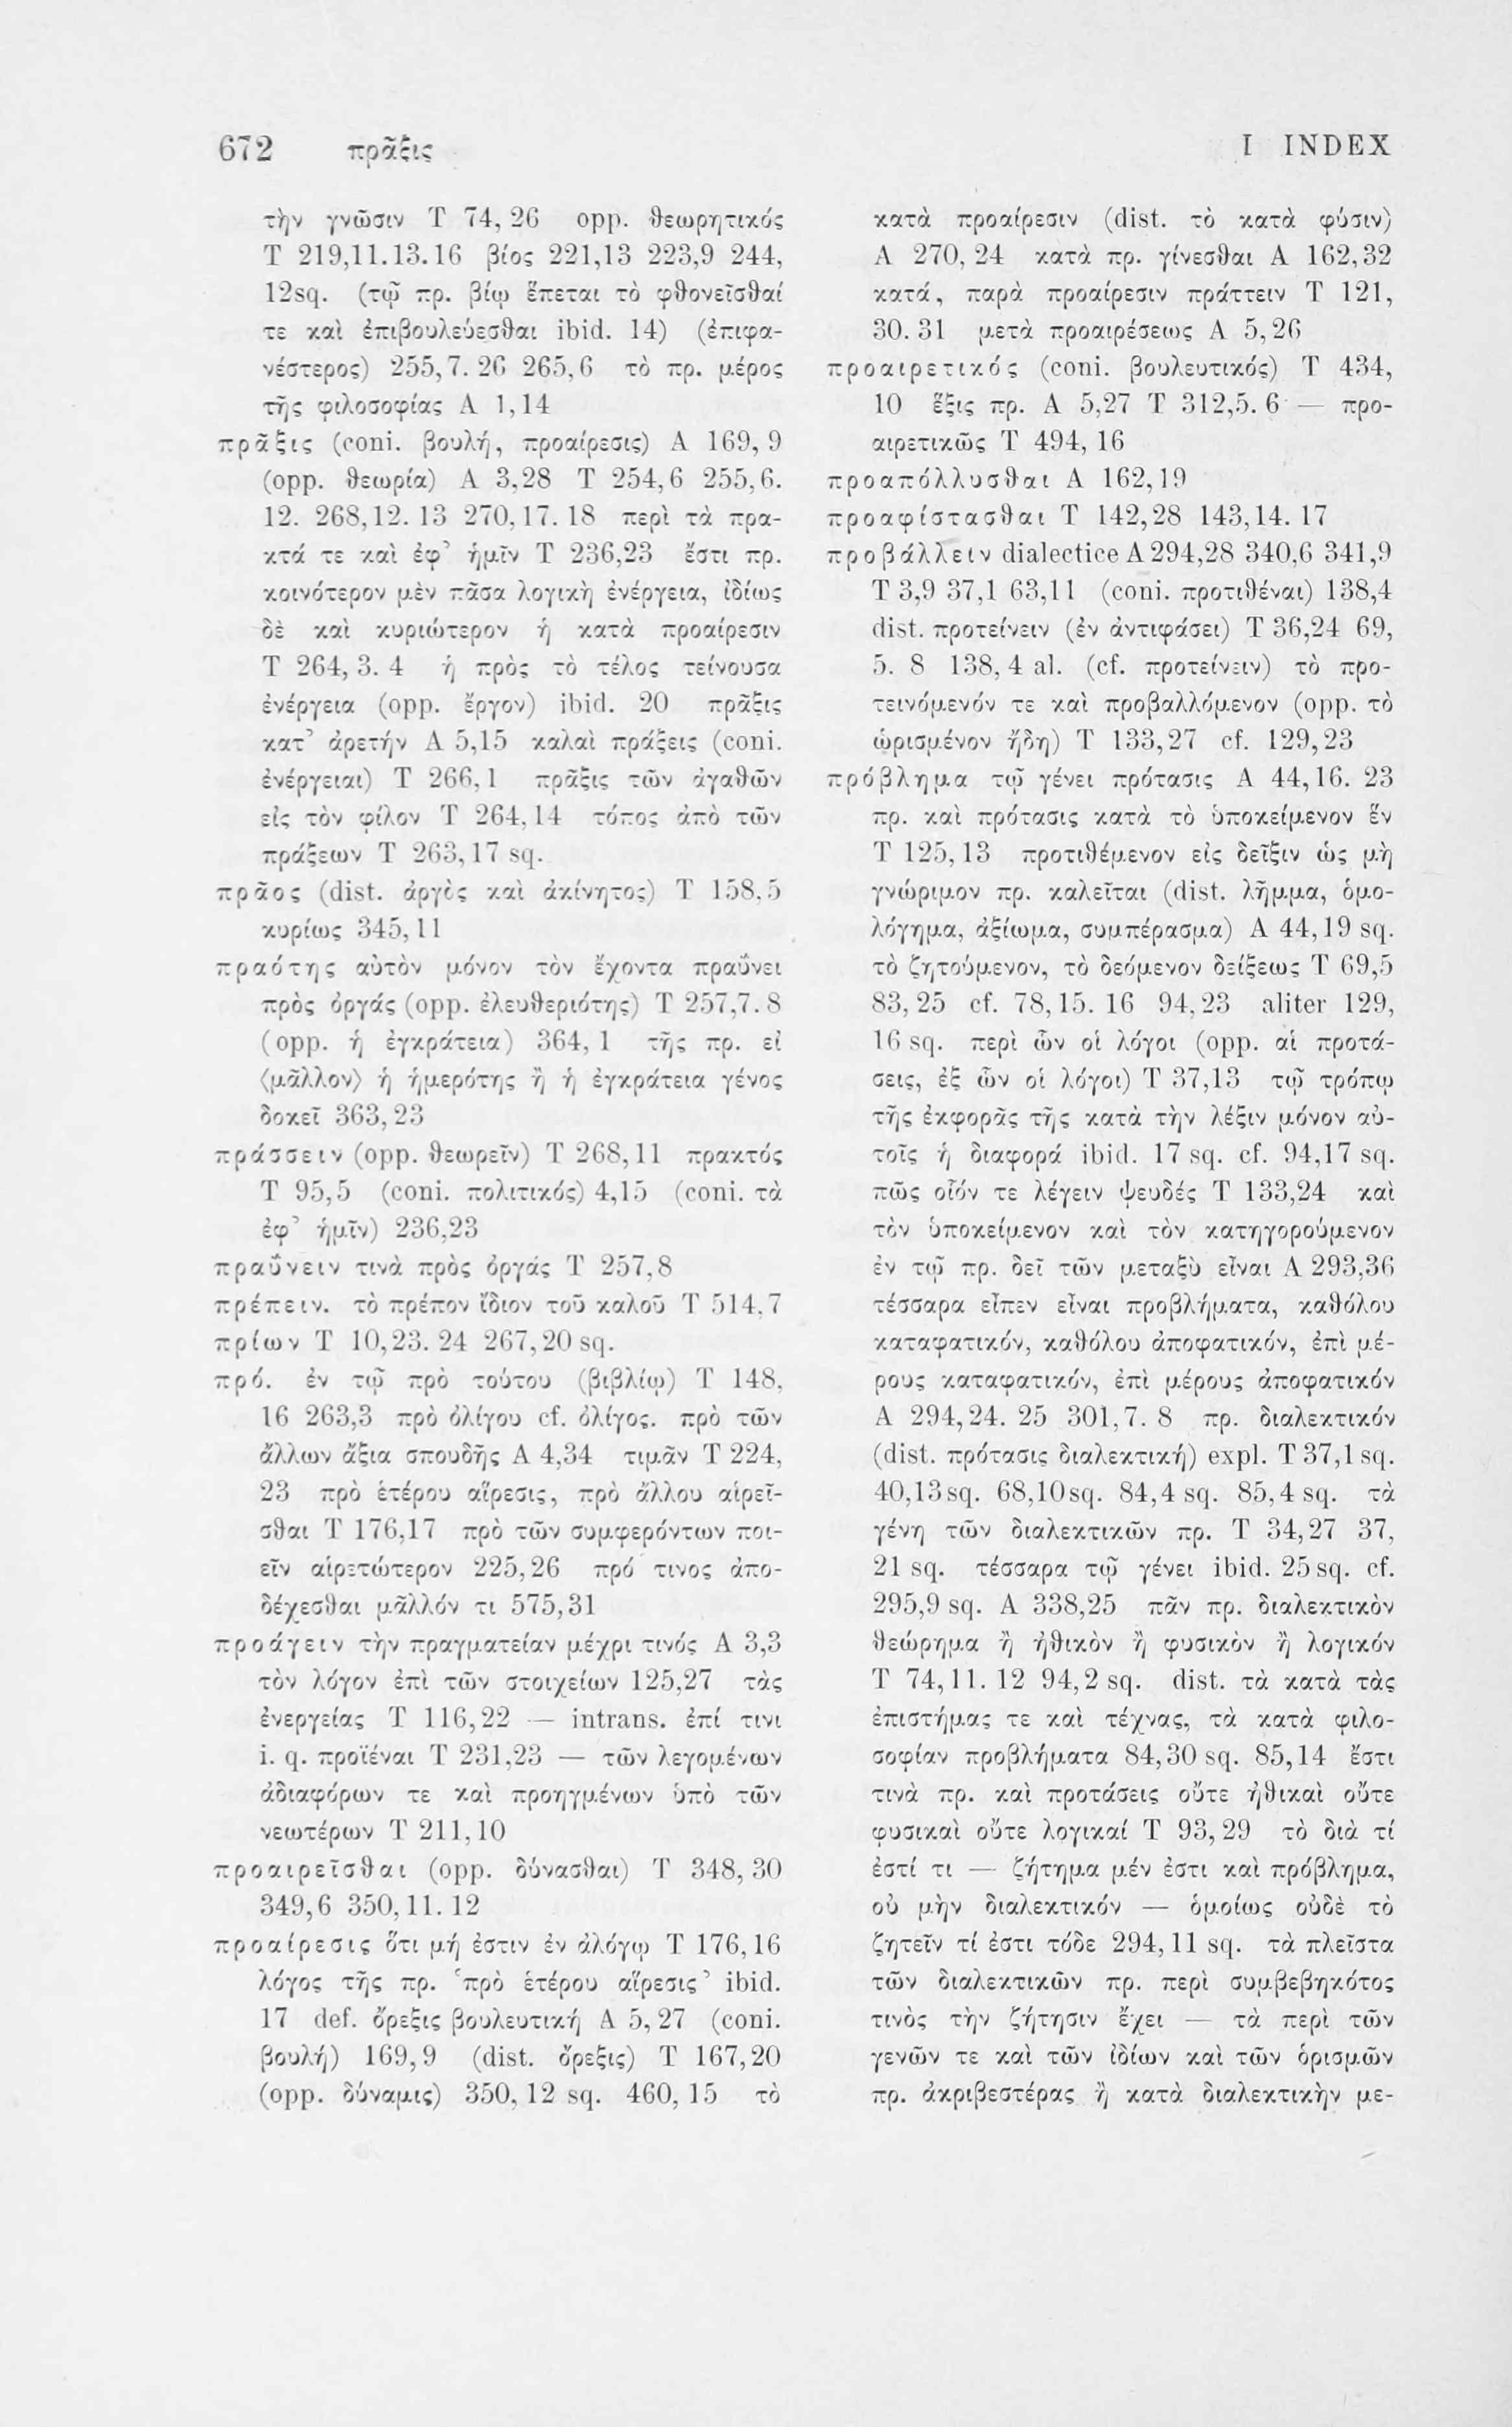 672 πρᾶξις I INDEX
τὴν γνῶσιν T 74, 26 opp. θεωρητικός
T 219,11.13.16 βίος 221,13 223,9 244,
12sq. (τῷ πρ. βίῳ ἕπεται τὸ φθονεῖσθαί
τε καὶ ἐπιβουλεύεσθαι ibid. 14) (ἐπιφα-
νέστερος) 255,7. 26 265,6 τὸ πρ. μέρος
τῆς φιλοσοφίας A 1,14
πρᾶξις (coni. βουλή, προαίρεσις) A 169, 9
(opp. θεωρία) A 3,28 T 254,6 255,6.
12. 268,12. 13 270,17. 18 περὶ τὰ πρα-
κτά τε καὶ ἐφ’ ἡμῖν T 236,23 ἔστι πρ.
κοινότερον μὲν πᾶσα λογικὴ ἐνέργεια, ἰδίως
δὲ καὶ κυριώτερον ἡ κατὰ προαίρεσιν
T 264, 3. 4 ἡ πρὸς τὸ τέλος τείνουσα
ἐνέργεια (opp. ἔργον) ibid. 20 πρᾶξις
κατ’ ἀρετήν A 5,15 καλαὶ πράξεις (coni.
ἐνέργειαι) T 266,1 πρᾶξις τῶν ἀγαθῶν
εἰς τὸν φίλον T 264,14 τόπος ἀπὸ τῶν
πράξεων T 263,17 sq.
πρᾶος (dist. ἀργὸς καὶ ἀκίνητος) T 158,5
κυρίως 345,11
πραότης αὐτὸν μόνον τὸν ἔχοντα πραΰνει
πρὸς ὀργάς (opp. ἐλευθεριότης) T 257,7. 8
(opp. ἡ ἐγκράτεια) 364, 1 τῆς πρ. εἰ
⟨μᾶλλον⟩ ἡ ἡμερότης ἢ ἡ ἐγκράτεια γένος
δοκεῖ 363,23
πράσσειν (opp. θεωρεῖν) T 268,11 πρακτός
T 95,5 (coni. πολιτικός) 4,15 (coni. τὰ
ἐφ’ ἡμῖν) 236,23
πραΰνειν τινὰ πρὸς ὀργάς T 257,8
πρέπειν. τὸ πρέπον ἴδιον τοῦ καλοῦ T 514,7
πρίων T 10,23. 24 267,20 sq.
πρό. ἐν τῷ πρὸ τούτου (βιβλίῳ) T 148,
16 263,3 πρὸ ὀλίγου cf. ὀλίγος. πρὸ τῶν
ἄλλων ἄξια σπουδῆς A 4,34 τιμᾶν T 224,
23 πρὸ ἑτέρου αἵρεσις, πρὸ ἄλλου αἱρεῖ-
σθαι T 176,17 πρὸ τῶν συμφερόντων ποι-
εῖν αἱρετώτερον 225,26 πρό τινος ἀπο-
δέχεσθαι μᾶλλόν τι 575,31
προάγειν τὴν πραγματείαν μέχρι τινός A 3,3
τὸν λόγον ἐπὶ τῶν στοιχείων 125,27 τὰς
ἐνεργείας T 116,22 — intrans. ἐπί τινι
i. q. προϊέναι T 231,23 — τῶν λεγομένων
ἀδιαφόρων τε καὶ προηγμένων ὑπὸ τῶν
νεωτέρων T 211,10
προαιρεῖσθαι (opp. δύνασθαι) T 348, 30
349,6 350,11. 12
προαίρεσις ὅτι μή ἐστιν ἐν ἀλόγῳ T 176,16
λόγος τῆς πρ. ‘πρὸ ἑτέρου αἵρεσις’ ibid.
17 def. ὄρεξις βουλευτική A 5, 27 (coni.
βουλή) 169,9 (dist. ὄρεξις) T 167,20
(opp. δύναμις) 350, 12 sq. 460, 15 τὸ
κατὰ προαίρεσιν (dist. τὸ κατὰ φύσιν)
A 270, 24 κατὰ πρ. γίνεσθαι A 162,32
κατά, παρὰ προαίρεσιν πράττειν T 121,
30. 31 μετὰ προαιρέσεως A 5,26
προαιρετικός (coni. βουλευτικός) T 434,
10 ἕξις πρ. A 5,27 T 312,5. 6 — προ-
αιρετικῶς T 494, 16
προαπόλλυσθαι A 162,19
προαφίστασθαι T 142,28 143,14. 17
προβάλλειν dialectice A 294,28 340,6 341,9
T 3,9 37,1 63,11 (coni. προτιθέναι) 138,4
dist. προτείνειν (ἐν ἀντιφάσει) T 36,24 69,
5. 8 138, 4 al. (cf. προτείνειν) τὸ προ-
τεινόμενόν τε καὶ προβαλλόμενον (opp. τὸ
ὡρισμένον ἤδη) T 133,27 cf. 129,23
πρόβλημα τῷ γένει πρότασις A 44,16. 23
πρ. καὶ πρότασις κατὰ τὸ ὑποκείμενον ἕν
T 125,13 προτιθέμενον εἰς δεῖξιν ὡς μὴ
γνώριμον πρ. καλεῖται (dist. λῆμμα, ὁμο-
λόγημα, ἀξίωμα, συμπέρασμα) A 44,19 sq.
τὸ ζητούμενον, τὸ δεόμενον δείξεως T 69,5
83, 25 cf. 78,15. 16 94,23 aliter 129,
16 sq. περὶ ὧν οἱ λόγοι (opp. αἱ προτά-
σεις, ἐξ ὧν οἱ λόγοι) T 37,13 τῷ τρόπῳ
τῆς ἐκφορᾶς τῆς κατὰ τὴν λέξιν μόνον αὐ-
τοῖς ἡ διαφορά ibid. 17 sq. cf. 94,17 sq.
πῶς οἷόν τε λέγειν ψευδές T 133,24 καὶ
τὸν ὑποκείμενον καὶ τὸν κατηγορούμενον
ἐν τῷ πρ. δεῖ τῶν μεταξὺ εἶναι A 293,36
τέσσαρα εἶπεν εἶναι προβλήματα, καθόλου
καταφατικόν, καθόλου ἀποφατικόν, ἐπὶ μέ-
ρους καταφατικόν, ἐπὶ μέρους ἀποφατικόν
A 294,24. 25 301,7. 8 πρ. διαλεκτικόν
(dist. πρότασις διαλεκτική) expl. T 37,1 sq.
40,13sq. 68,10sq. 84,4 sq. 85,4 sq. τὰ
γένη τῶν διαλεκτικῶν πρ. T 34,27 37,
21 sq. τέσσαρα τῷ γένει ibid. 25 sq. cf.
295,9 sq. A 338,25 πᾶν πρ. διαλεκτικὸν
θεώρημα ἢ ἠθικὸν ἢ φυσικὸν ἢ λογικόν
T 74,11. 12 94,2 sq. dist. τὰ κατὰ τὰς
ἐπιστήμας τε καὶ τέχνας, τὰ κατὰ φιλο-
σοφίαν προβλήματα 84,30 sq. 85,14 ἔστι
τινὰ πρ. καὶ προτάσεις οὔτε ἠθικαὶ οὔτε
φυσικαὶ οὔτε λογικαί T 93,29 τὸ διὰ τί
ἐστί τι — ζήτημα μέν ἐστι καὶ πρόβλημα,
οὐ μὴν διαλεκτικόν — ὁμοίως οὐδὲ τὸ
ζητεῖν τί ἐστι τόδε 294,11 sq. τὰ πλεῖστα
τῶν διαλεκτικῶν πρ. περὶ συμβεβηκότος
τινὸς τὴν ζήτησιν ἔχει — τὰ περὶ τῶν
γενῶν τε καὶ τῶν ἰδίων καὶ τῶν ὁρισμῶν
πρ. ἀκριβεστέρας ἢ κατὰ διαλεκτικὴν με-